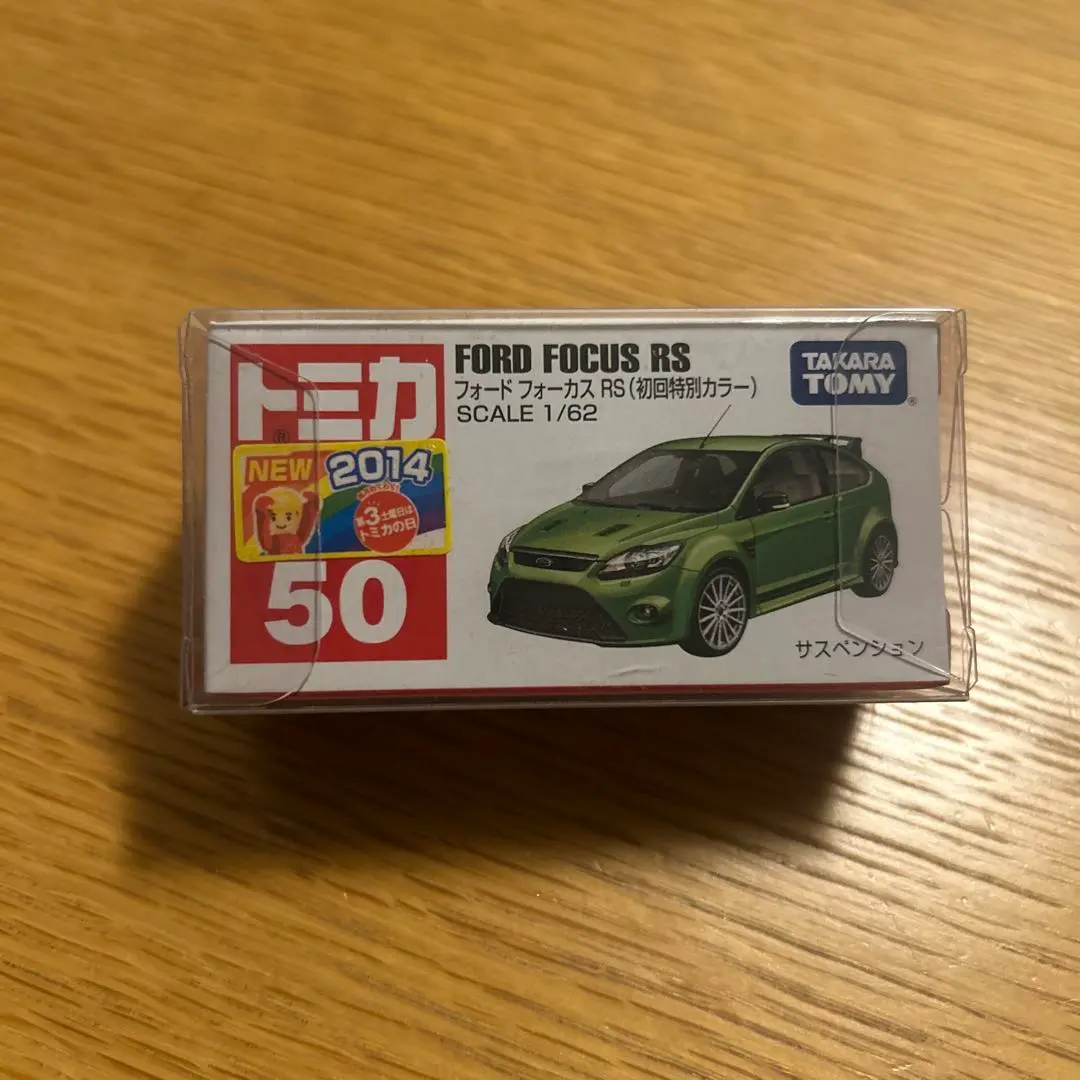 トミカ
®
NEW 2014
第3土曜日は
トミカの日
50
FORD FOCUS RS
フォード フォーカス RS(初回特別カラー)
SCALE 1/62
TAKARA
TOMY
®
サスペンション